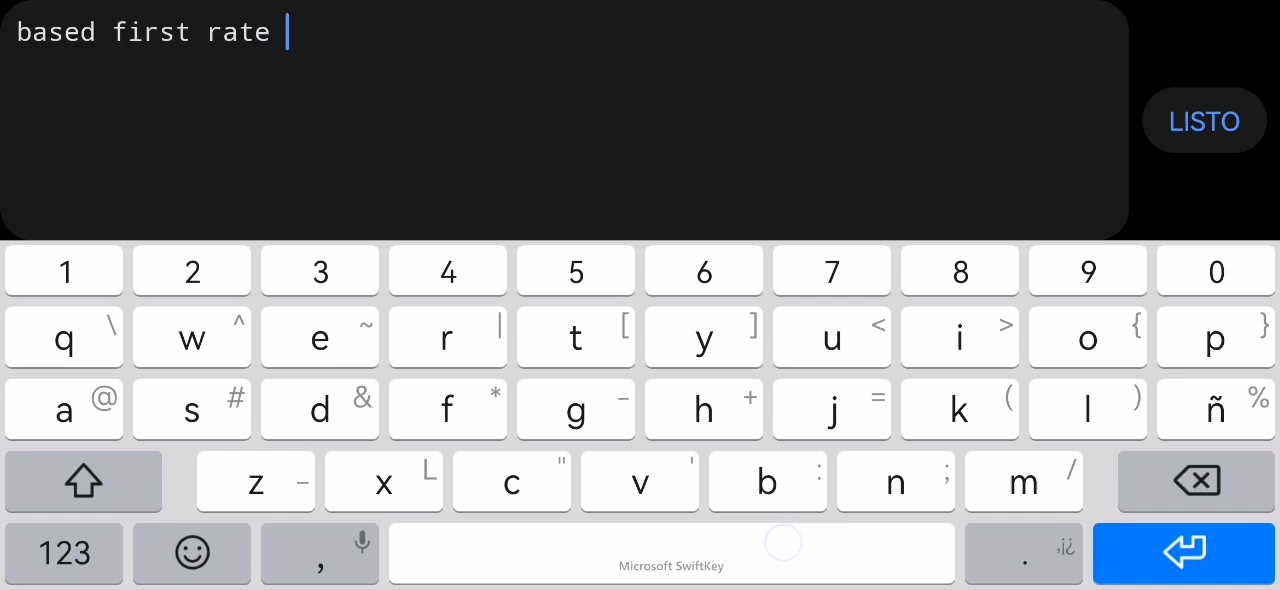 based first rate
LISTO
1 2 3 4 5 6 7 8 9 0
q \ w ^ e ~ r | t [ y ] u < i > o { p }
a @ s # d & f * g - h + j = k ( l ) ñ %
z _ x L c " v ' b : n ; m /
123 , Microsoft SwiftKey . ,¡¿